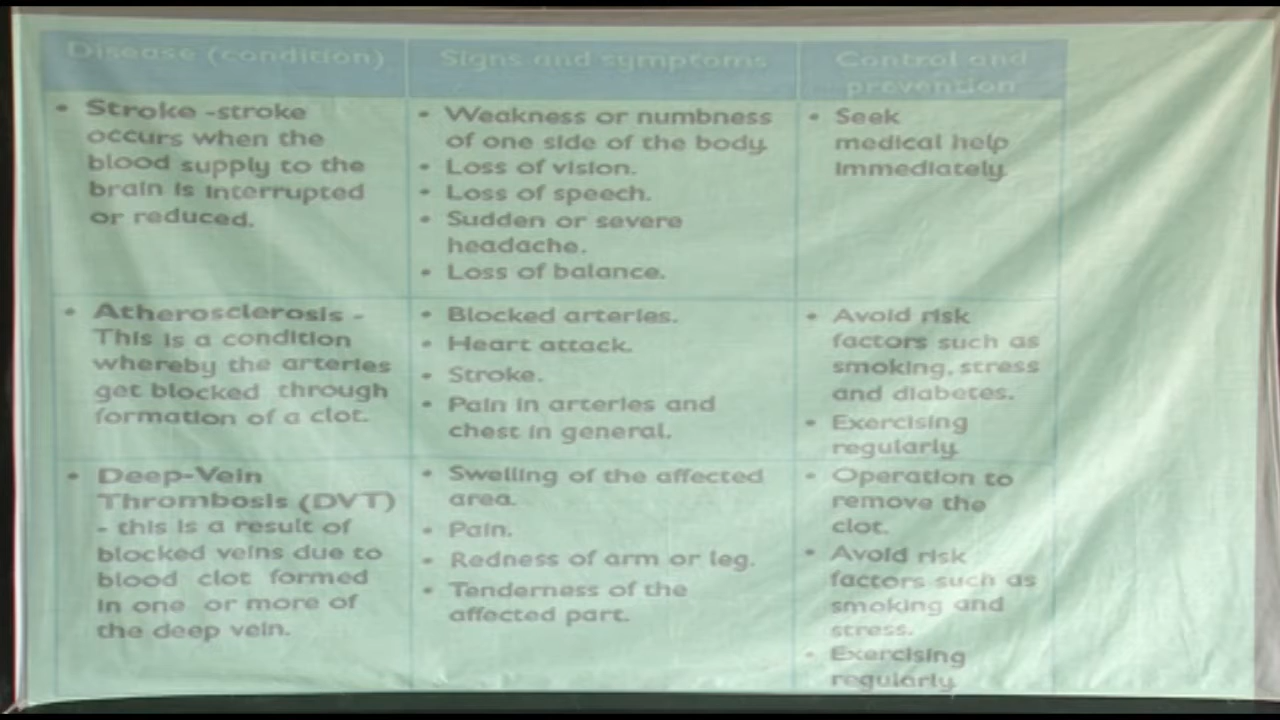 Disease (condition)
Signs and symptoms
Control and
prevention
• Stroke -stroke
occurs when the
blood supply to the
brain is interrupted
or reduced.
• Weakness or numbness
of one side of the body.
• Loss of vision.
• Loss of speech.
• Sudden or severe
headache.
• Loss of balance.
• Seek
medical help
immediately.
• Atherosclerosis -
This is a condition
whereby the arteries
get blocked through
formation of a clot.
• Blocked arteries.
• Heart attack.
• Stroke.
• Pain in arteries and
chest in general.
• Avoid risk
factors such as
smoking, stress
and diabetes.
• Exercising
regularly.
• Deep-Vein
Thrombosis (DVT)
- this is a result of
blocked veins due to
blood clot formed
in one or more of
the deep vein.
• Swelling of the affected
area.
• Pain.
• Redness of arm or leg.
• Tenderness of the
affected part.
• Operation to
remove the
clot.
• Avoid risk
factors such as
smoking and
stress.
• Exercising
regularly.